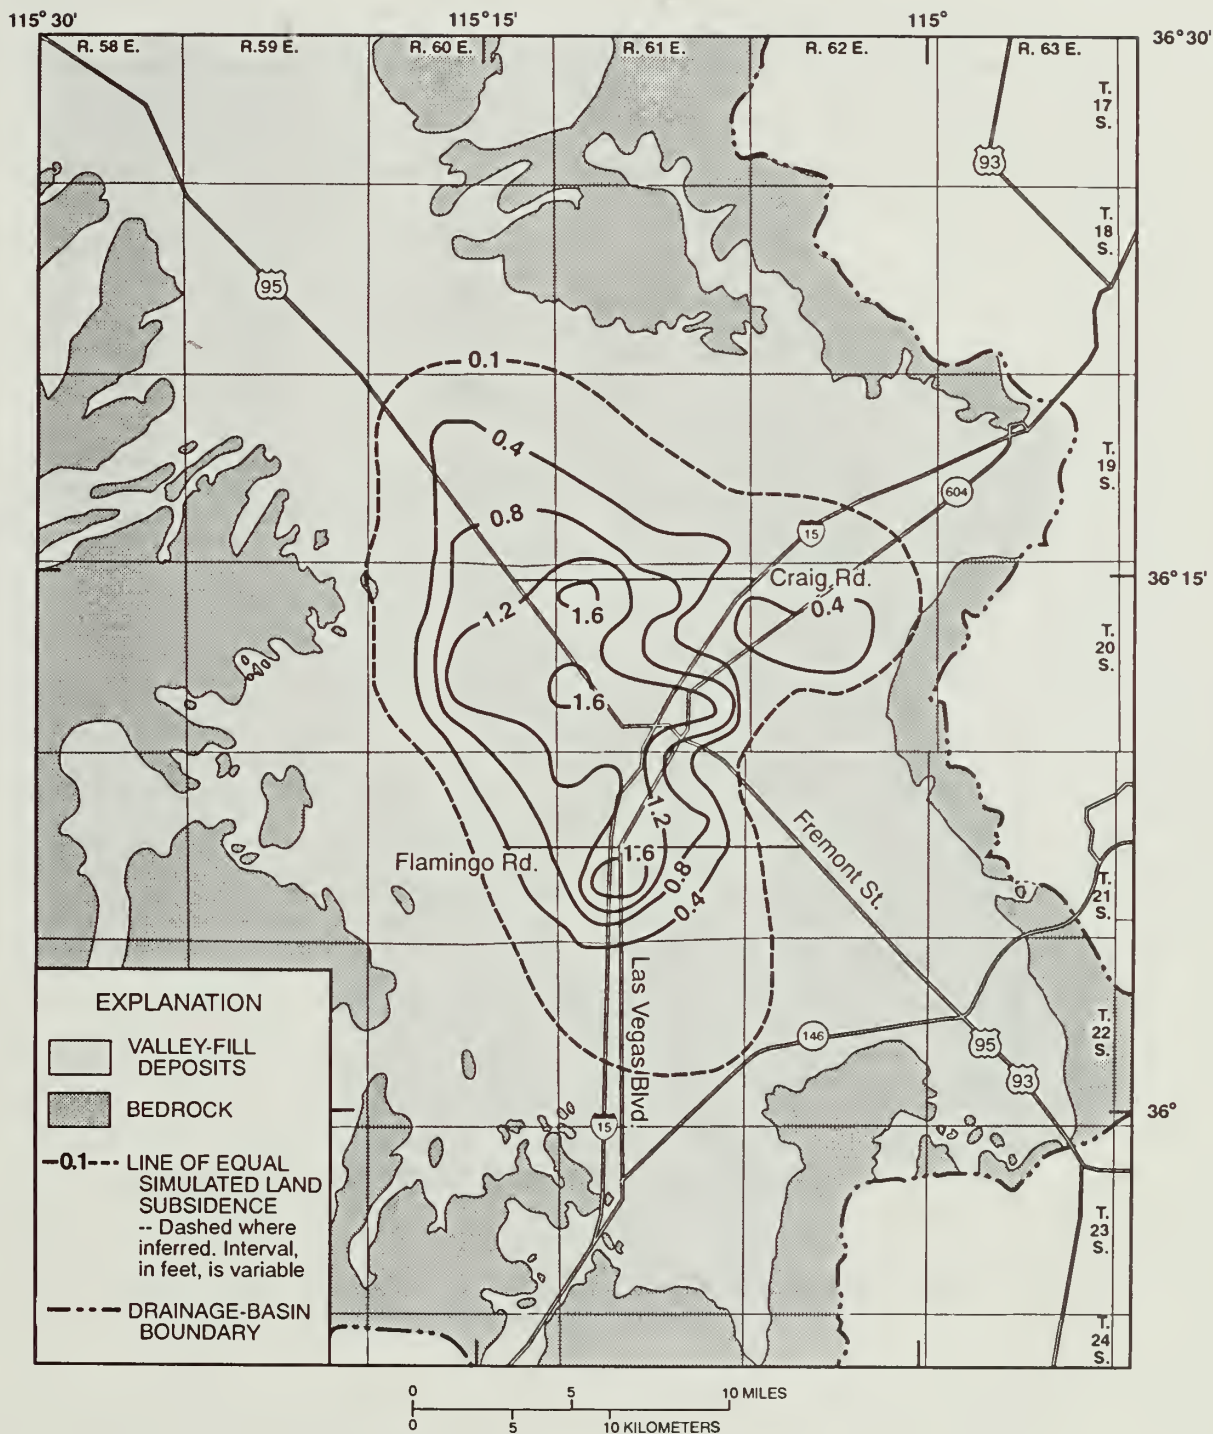 115° 30'
115° 15'
115°
R. 58 E.
R.59 E.
R. 60 E.
R. 61 E.
R. 62 E.
R. 63 E.
36° 30'
T.
17
S.
93
T.
18
S.
95
0.1
0.4
T.
19
S.
604
0.8
15
36° 15'
Craig Rd.
1.2
1.6
0.4
T.
20
S.
1.6
1.2
Fremont St.
Flamingo Rd.
1.6
0.8
0.4
T.
21
S.
Las Vegas Blvd.
146
T.
22
S.
95
93
36°
15
T.
23
S.
T.
24
S.
EXPLANATION
VALLEY-FILL
DEPOSITS
BEDROCK
—0.1--- LINE OF EQUAL
SIMULATED LAND
SUBSIDENCE
-- Dashed where
inferred. Interval,
in feet, is variable
DRAINAGE-BASIN
BOUNDARY
0 5 10 MILES
0 5 10 KILOMETERS